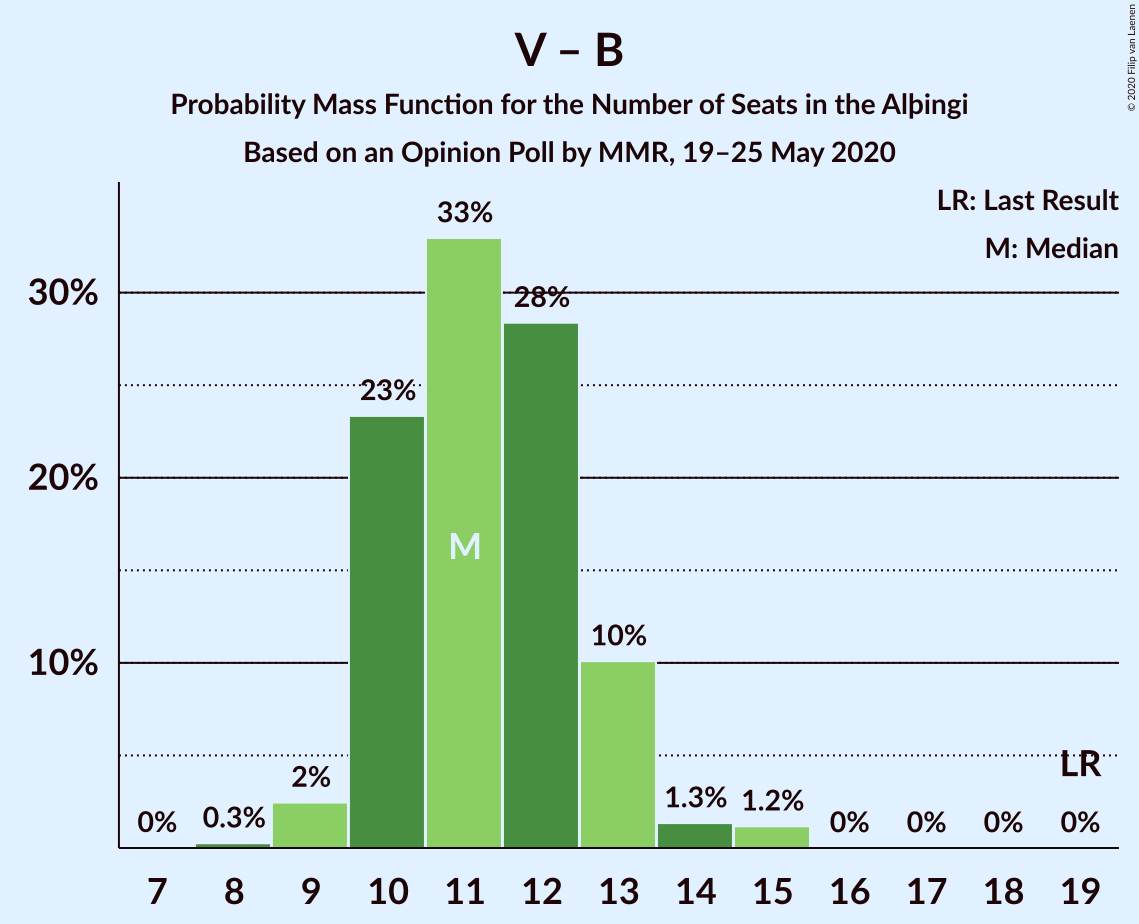 V – B
Probability Mass Function for the Number of Seats in the Alþingi
Based on an Opinion Poll by MMR, 19–25 May 2020
© 2020 Filip van Laenen
LR: Last Result
M: Median
33%
30%
28%
23%
20%
M
10%
10%
LR
2%
1.3%
1.2%
0%
0.3%
0%
0%
0%
0%
7 8 9 10 11 12 13 14 15 16 17 18 19